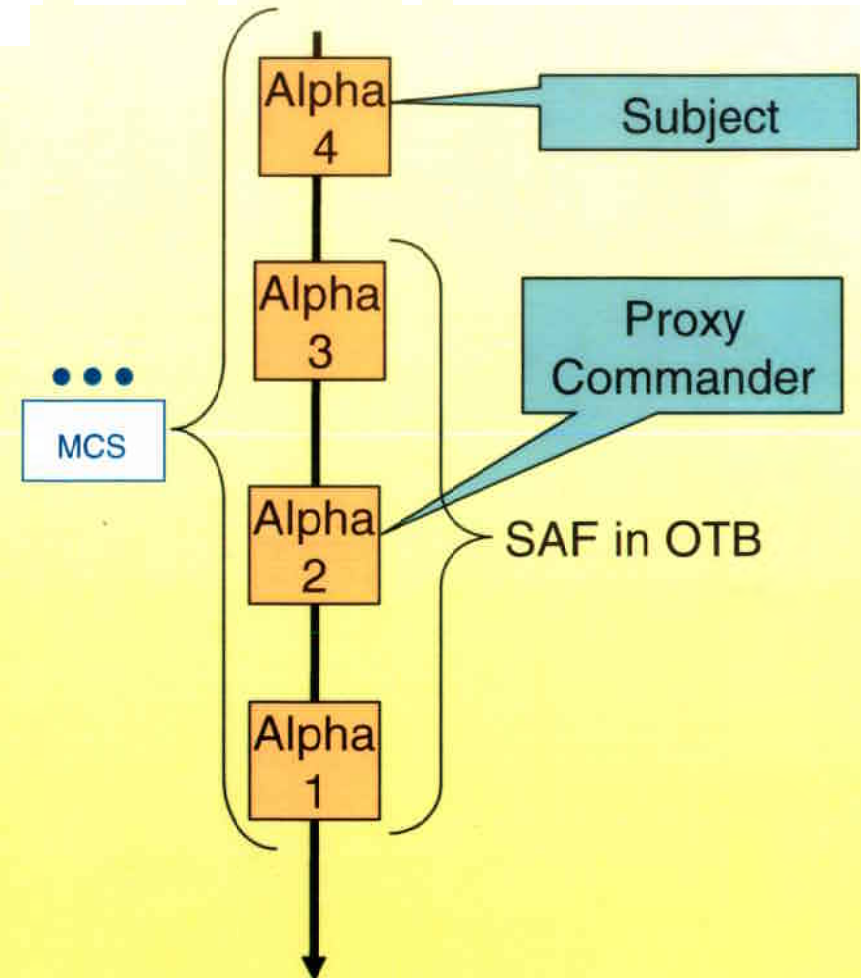 Alpha
4
Subject
Alpha
3
Proxy
Commander
MCS
Alpha
2
SAF in OTB
Alpha
1